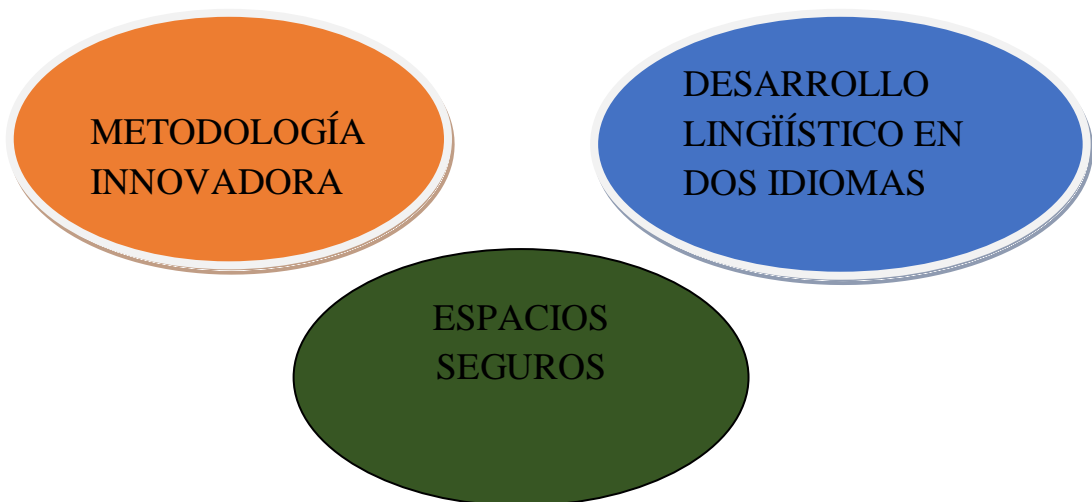 METODOLOGÍA
INNOVADORA
DESARROLLO
LINGÏÍSTICO EN
DOS IDIOMAS
ESPACIOS
SEGUROS